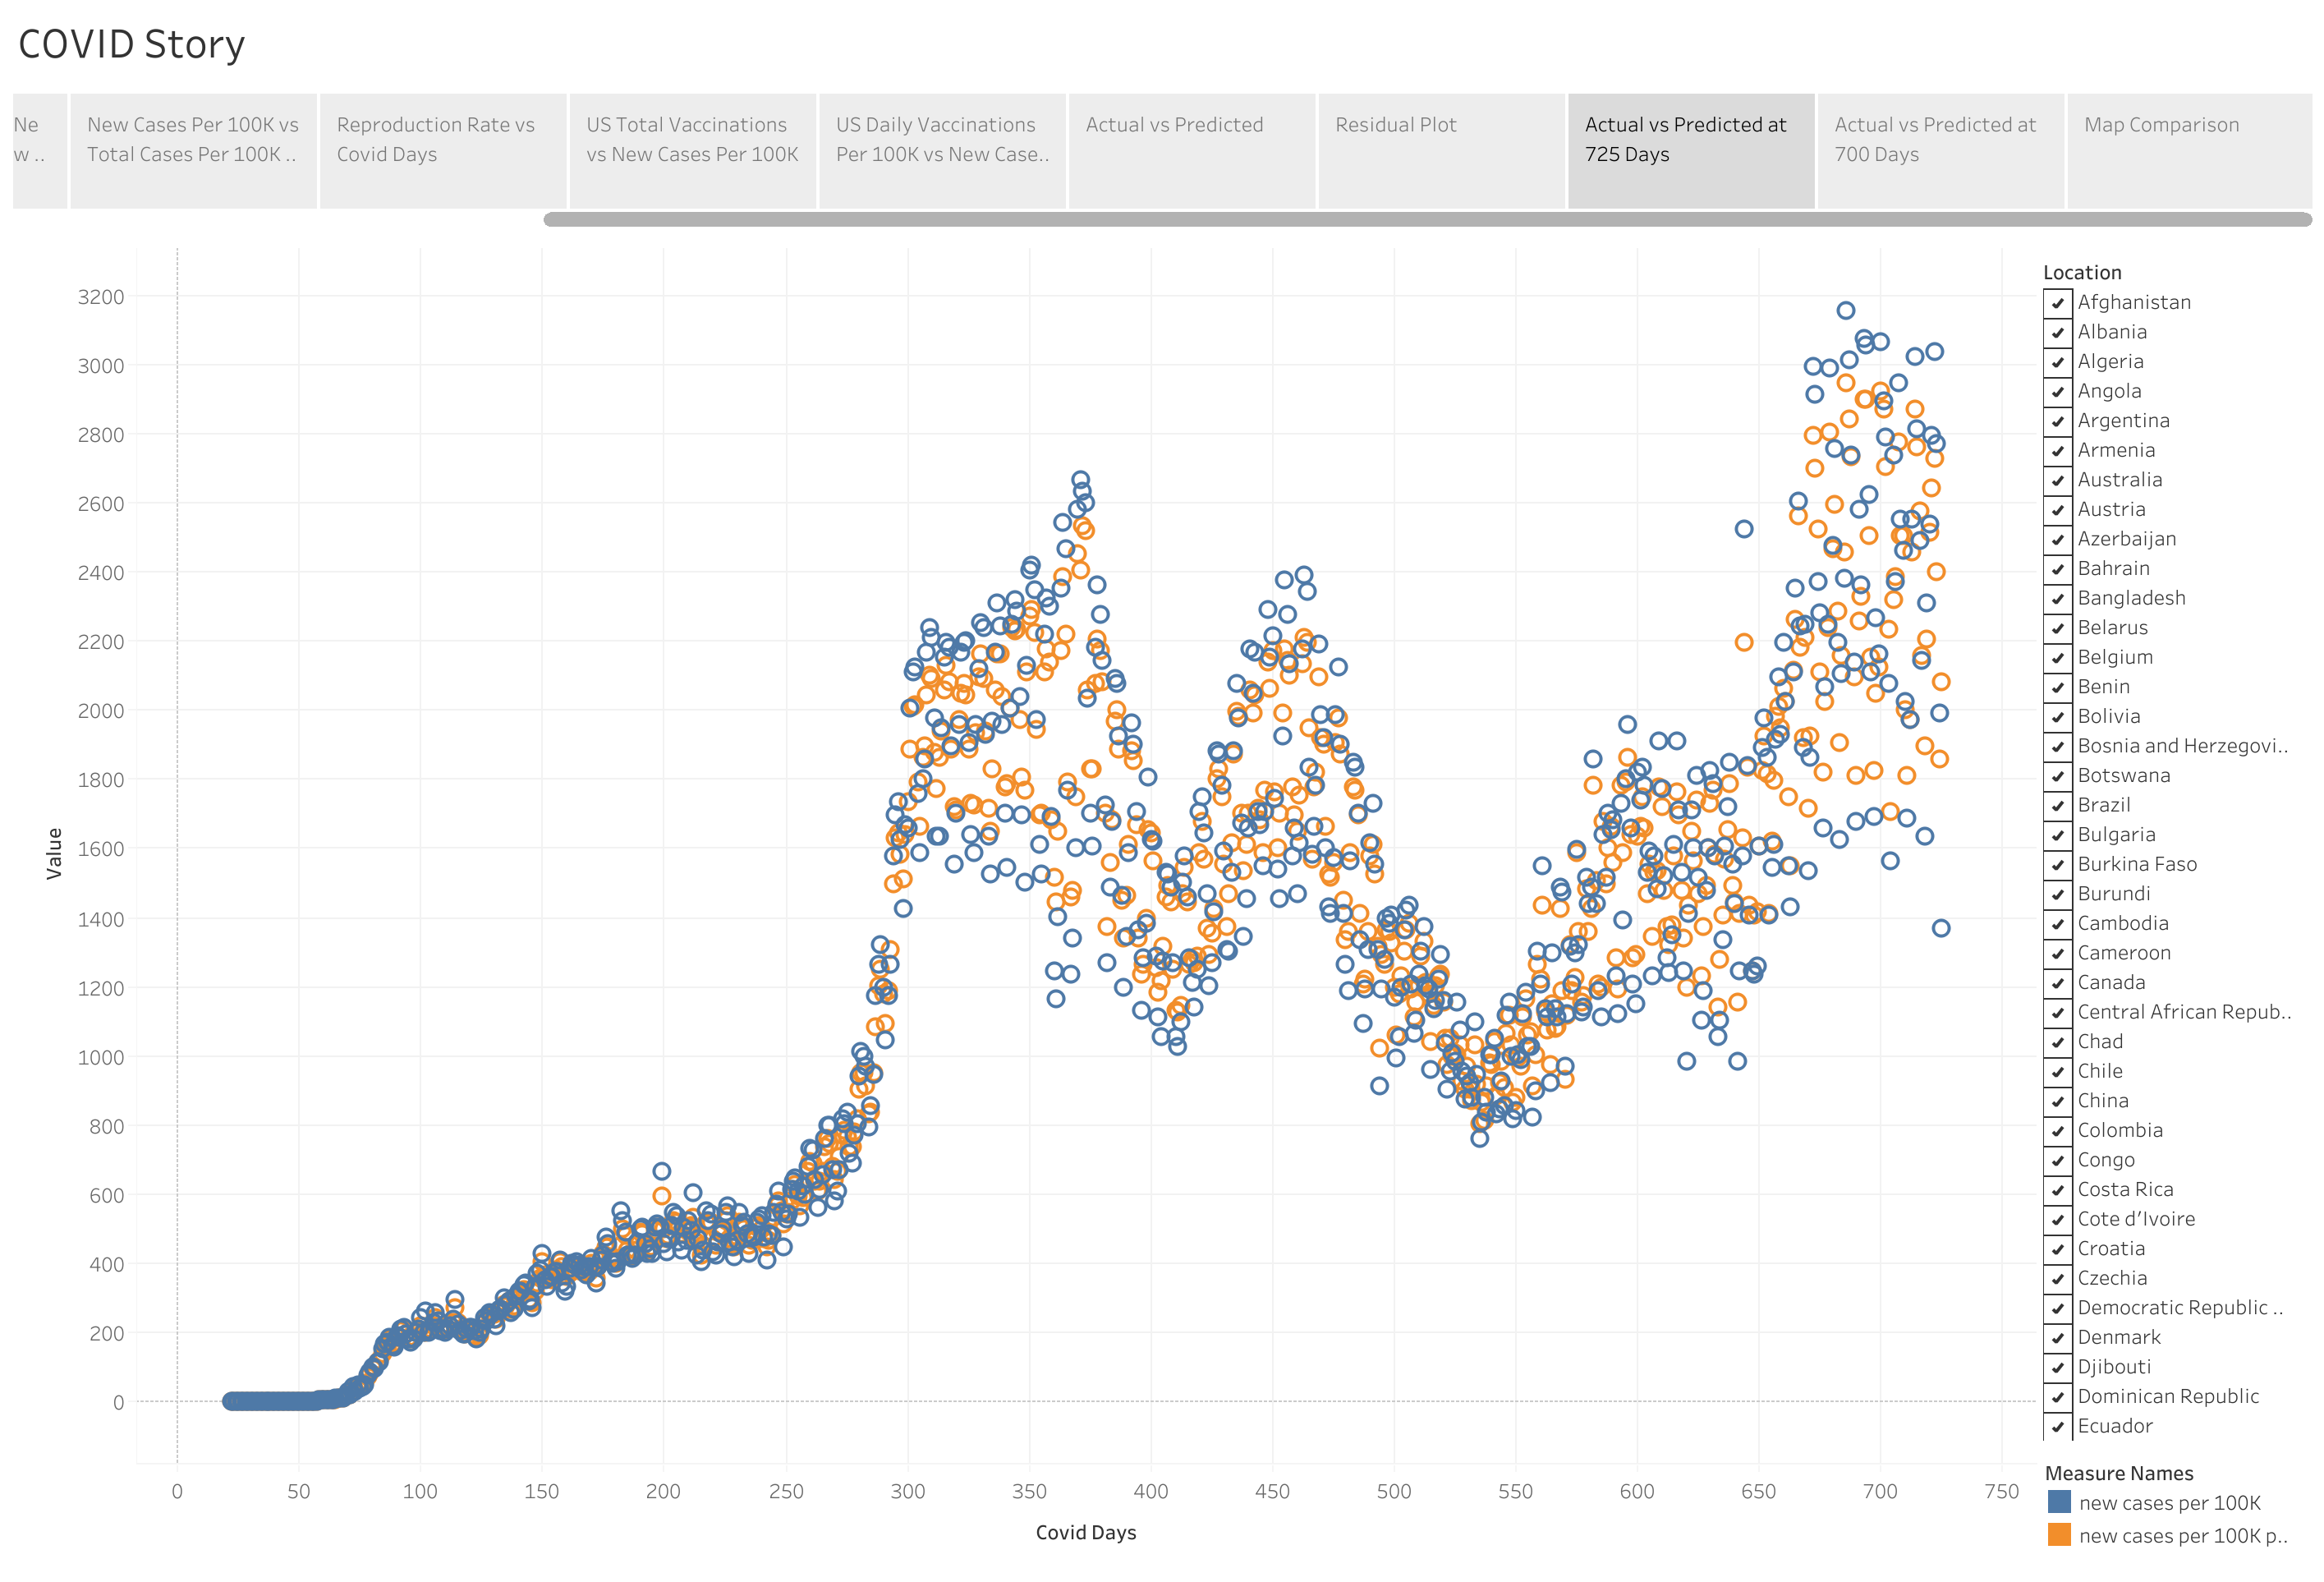 COVID Story
Ne
w ..
New Cases Per 100K vs
Total Cases Per 100K ..
Reproduction Rate vs
Covid Days
US Total Vaccinations
vs New Cases Per 100K
US Daily Vaccinations
Per 100K vs New Case..
Actual vs Predicted
Residual Plot
Actual vs Predicted at
725 Days
Actual vs Predicted at
700 Days
Map Comparison
Value
3200
3000
2800
2600
2400
2200
2000
1800
1600
1400
1200
1000
800
600
400
200
0
0
50
100
150
200
250
300
350
400
450
500
550
600
650
700
750
Covid Days
Location
Afghanistan
Albania
Algeria
Angola
Argentina
Armenia
Australia
Austria
Azerbaijan
Bahrain
Bangladesh
Belarus
Belgium
Benin
Bolivia
Bosnia and Herzegovi..
Botswana
Brazil
Bulgaria
Burkina Faso
Burundi
Cambodia
Cameroon
Canada
Central African Repub..
Chad
Chile
China
Colombia
Congo
Costa Rica
Cote d’Ivoire
Croatia
Czechia
Democratic Republic ..
Denmark
Djibouti
Dominican Republic
Ecuador
Measure Names
new cases per 100K
new cases per 100K p..